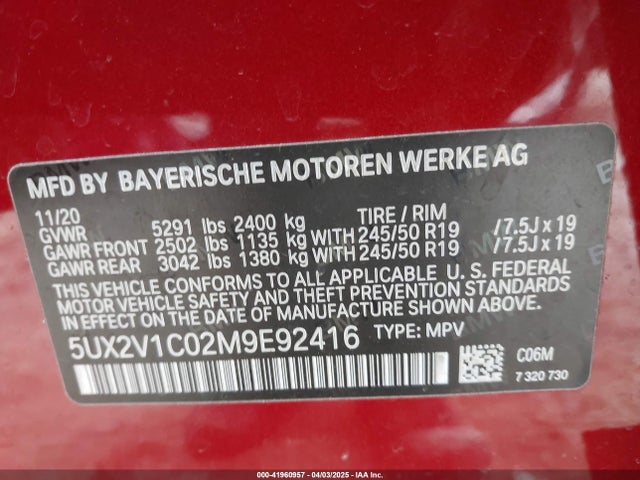 MFD BY BAYERISCHE MOTOREN WERKE AG
11/20 TIRE / RIM
GVWR 5291 lbs 2400 kg
GAWR FRONT 2502 lbs 1135 kg WITH 245/50 R19 /7.5J x 19
GAWR REAR 3042 lbs 1380 kg WITH 245/50 R19 /7.5J x 19
THIS VEHICLE CONFORMS TO ALL APPLICABLE U. S. FEDERAL
MOTOR VEHICLE SAFETY AND THEFT PREVENTION STANDARDS
IN EFFECT ON THE DATE OF MANUFACTURE SHOWN ABOVE.
5UX2V1C02M9E92416 TYPE: MPV
C06M
7 320 730
000-41960957 | 04/03/2025 - IAA Inc.